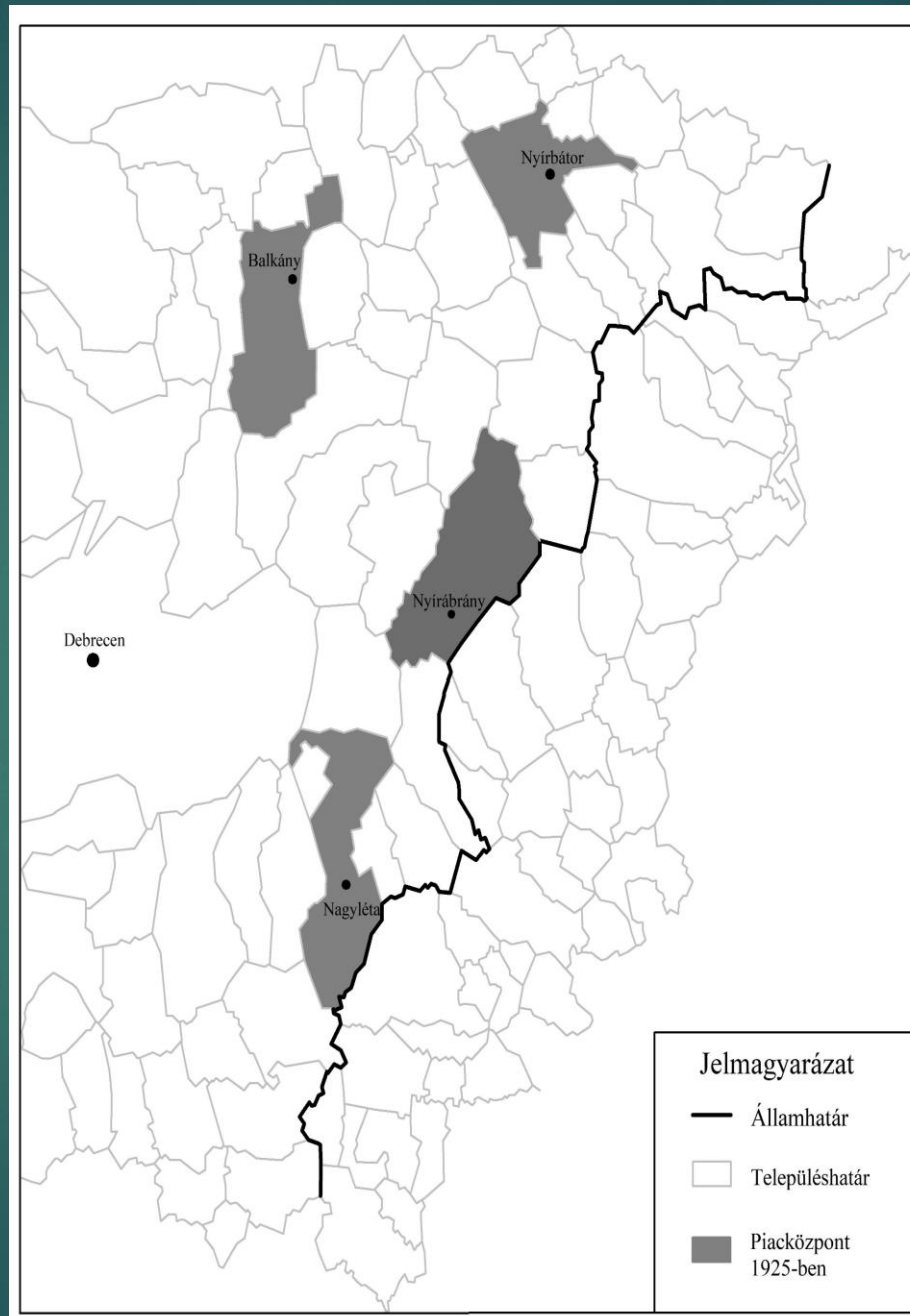 Nyírbátor
Balkány
Nyírábrány
Debrecen
Nagyléta
Jelmagyarázat
Államhatár
Településhatár
Piacközpont
1925-ben